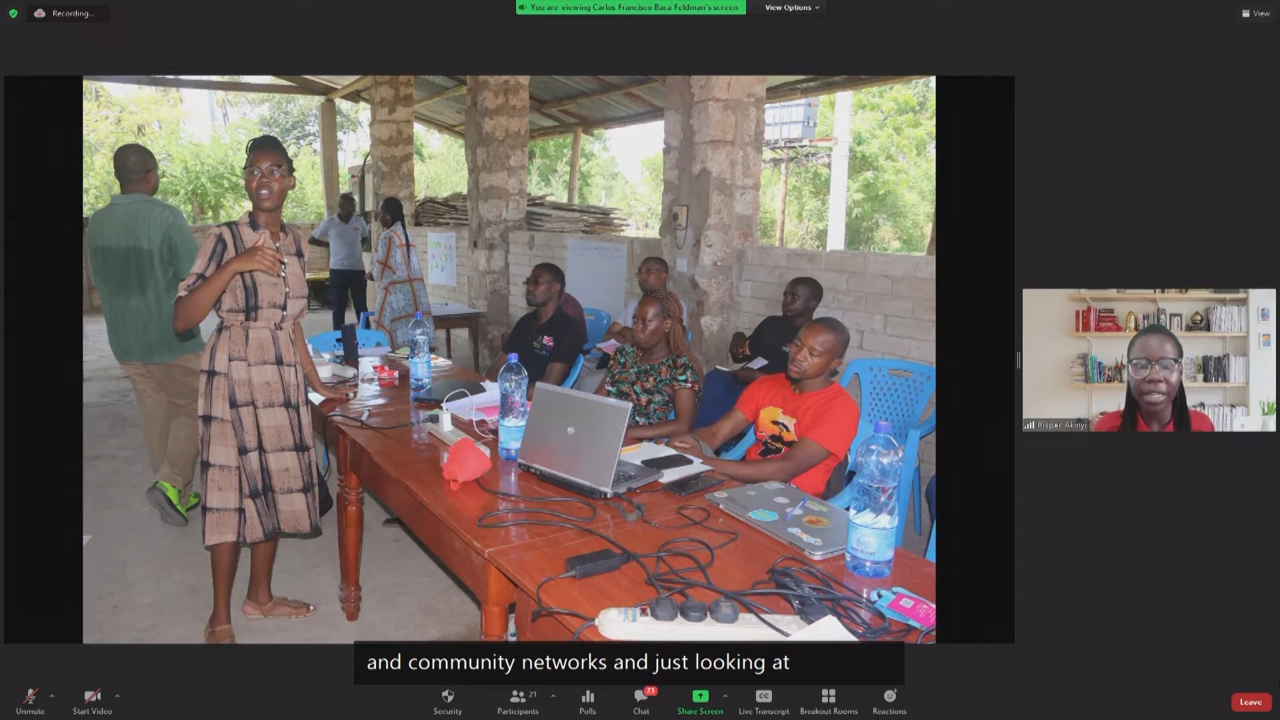 Recording...
You are viewing Carlos Francisco Baca Feldman's screen
View Options
View
Risper Akinyi
and community networks and just looking at
Unmute
Start Video
Security
Participants
21
Polls
Chat
Share Screen
Live Transcript
Breakout Rooms
Reactions
Leave